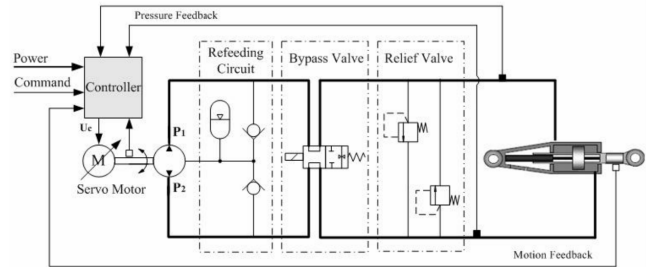 Pressure Feedback
Power
Command
Controller
Refeeding
Circuit
Bypass Valve
Relief Valve
Uc
P1
M
P2
Servo Motor
Motion Feedback